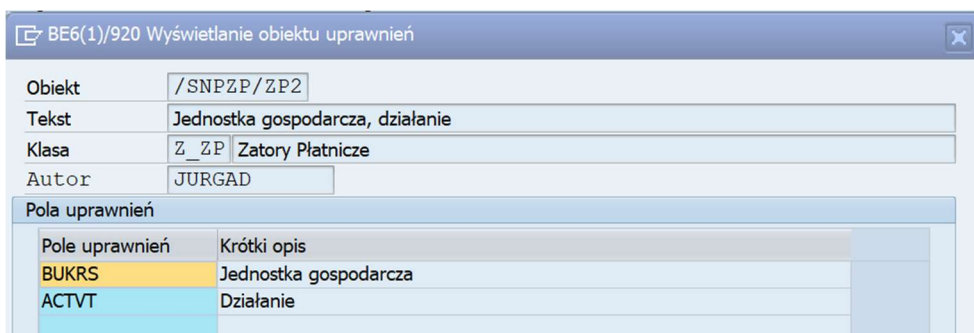 BE6(1)/920 Wyświetlanie obiektu uprawnień
Obiekt /SNPZP/ZP2
Tekst Jednostka gospodarcza, działanie
Klasa Z_ZP Zatory Płatnicze
Autor JURGAD
Pola uprawnień
Pole uprawnień Krótki opis
BUKRS Jednostka gospodarcza
ACTVT Działanie